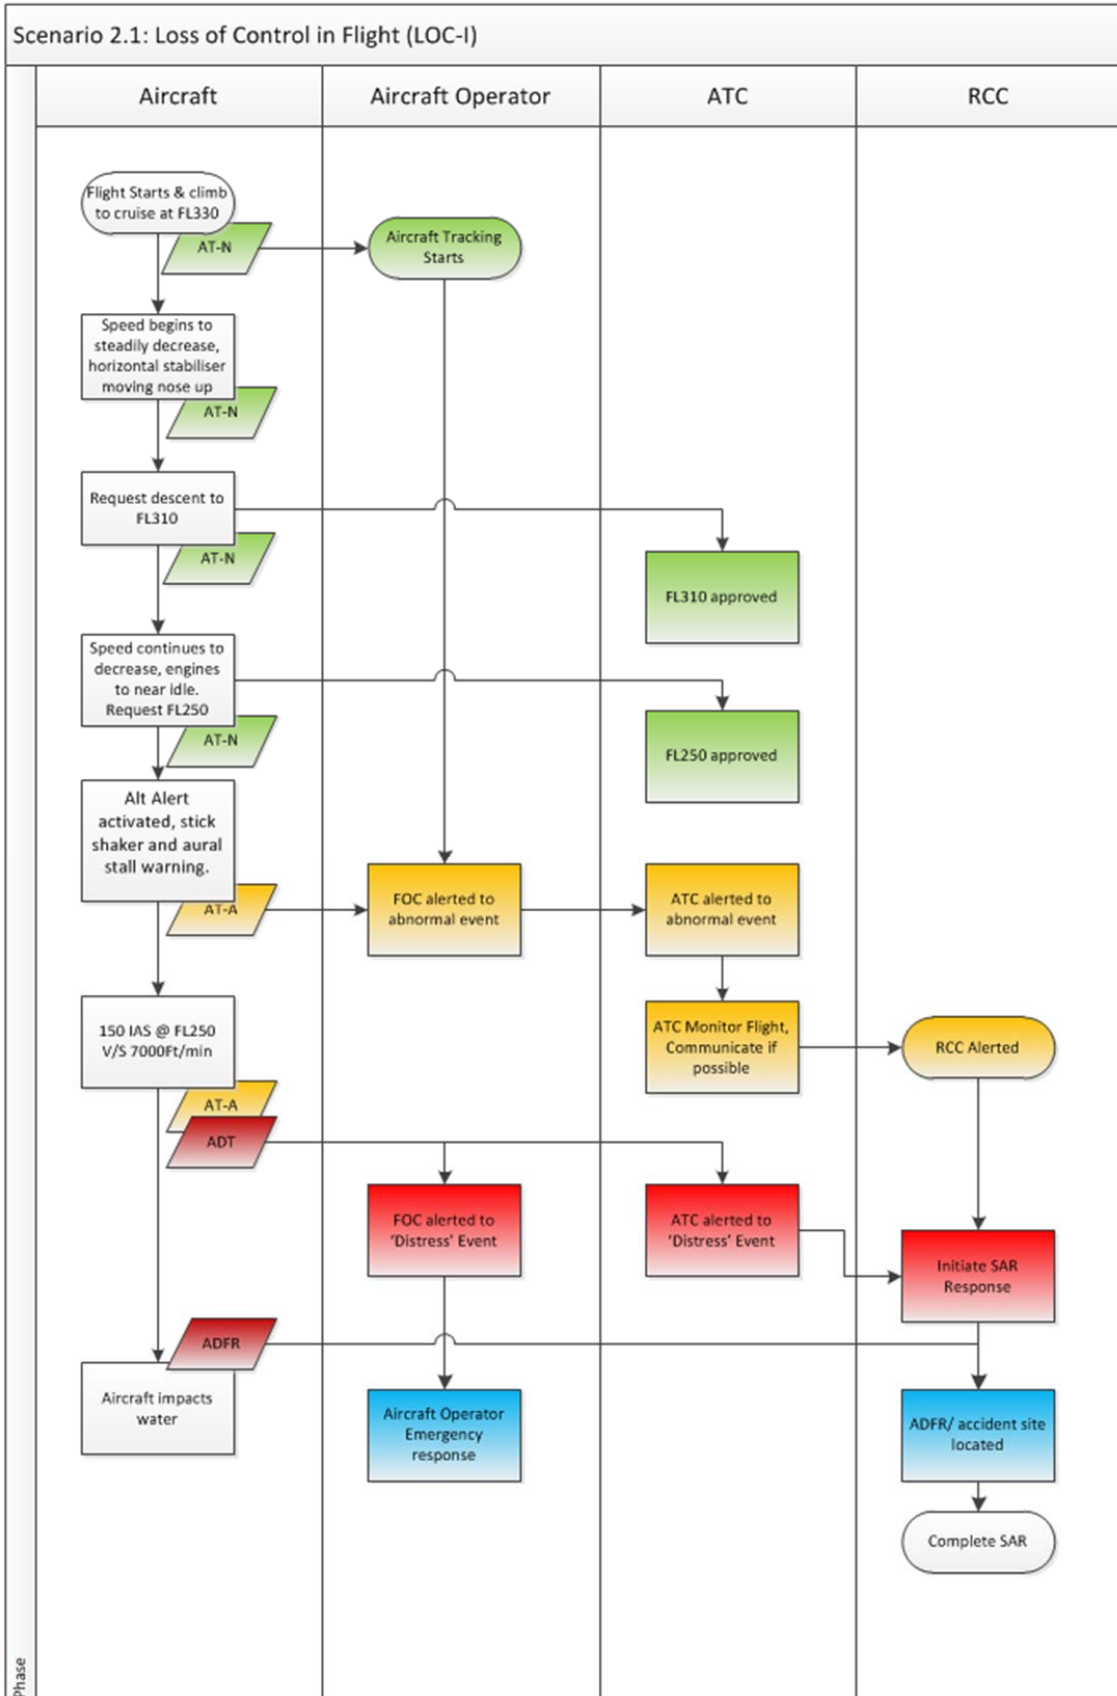 Scenario 2.1: Loss of Control in Flight (LOC-I)
Aircraft
Aircraft Operator
ATC
RCC
Flight Starts & climb
to cruise at FL330
AT-N
Aircraft Tracking
Starts
Speed begins to
steadily decrease,
horizontal stabiliser
moving nose up
AT-N
Request descent to
FL310
AT-N
FL310 approved
Speed continues to
decrease, engines
to near idle.
Request FL250
AT-N
FL250 approved
Alt Alert
activated, stick
shaker and aural
stall warning.
AT-A
FOC alerted to
abnormal event
ATC alerted to
abnormal event
150 IAS @ FL250
V/S 7000Ft/min
AT-A
ATC Monitor Flight,
Communicate if
possible
RCC Alerted
ADT
FOC alerted to
‘Distress’ Event
ATC alerted to
‘Distress’ Event
Initiate SAR
Response
ADFR
Aircraft impacts
water
Aircraft Operator
Emergency
response
ADFR/ accident site
located
Complete SAR
Phase